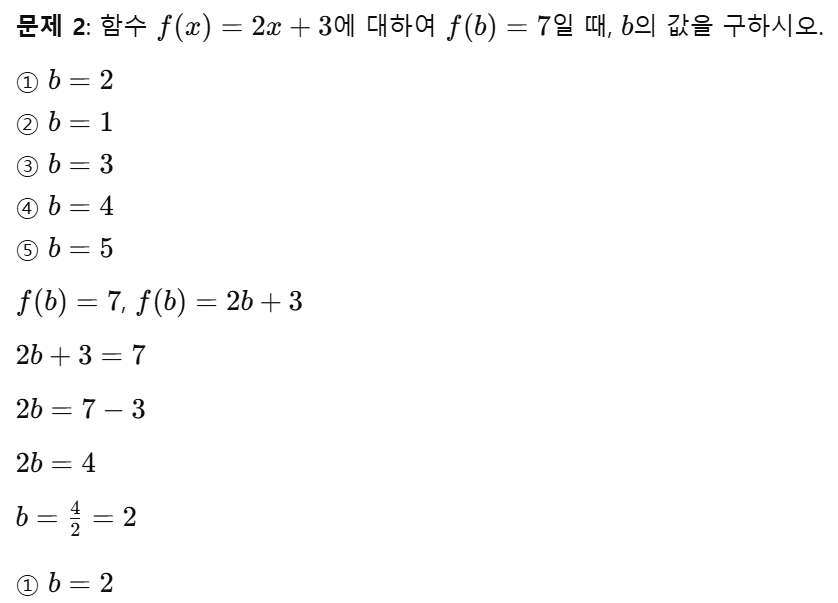 문제 2: 함수 f(x) = 2x + 3에 대하여 f(b) = 7일 때, b의 값을 구하시오.
① b = 2
② b = 1
③ b = 3
④ b = 4
⑤ b = 5
f(b) = 7, f(b) = 2b + 3
2b + 3 = 7
2b = 7 − 3
2b = 4
b = 4/2 = 2
① b = 2